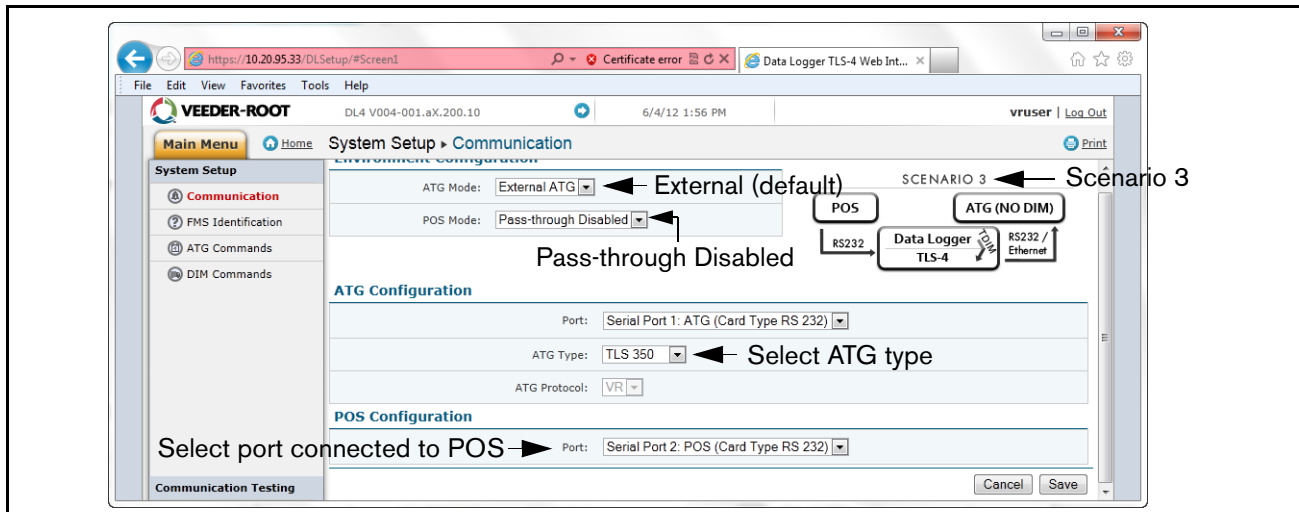 https://10.20.95.33/DLSetup/#Screen1
Certificate error
Data Logger TLS-4 Web Int...
File Edit View Favorites Tools Help
VEEDER-ROOT
DL4 V004-001.aX.200.10
6/4/12 1:56 PM
vruser | Log Out
Main Menu
Home
System Setup ▸ Communication
Print
System Setup
Environment Configuration
Communication
FMS Identification
ATG Commands
DIM Commands
ATG Mode: External ATG
External (default)
SCENARIO 3
Scenario 3
POS Mode: Pass-through Disabled
Pass-through Disabled
POS
ATG (NO DIM)
RS232
Data Logger
TLS-4
TDIM
RS232 /
Ethernet
ATG Configuration
Port: Serial Port 1: ATG (Card Type RS 232)
ATG Type: TLS 350
Select ATG type
ATG Protocol: VR
POS Configuration
Select port connected to POS
Port: Serial Port 2: POS (Card Type RS 232)
Communication Testing
Cancel
Save